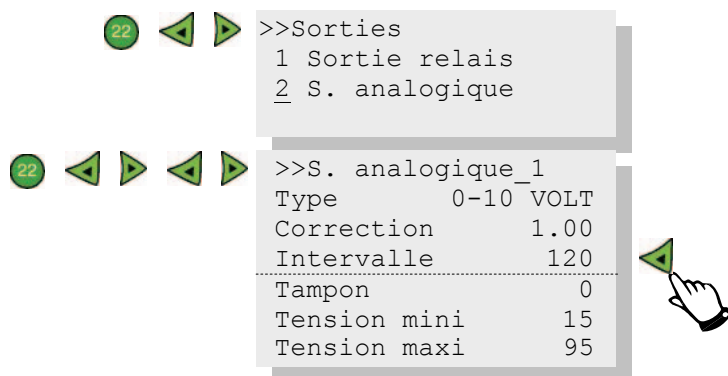 22
>>Sorties
1 Sortie relais
2 S. analogique
22
>>S. analogique_1
Type 0-10 VOLT
Correction 1.00
Intervalle 120
Tampon 0
Tension mini 15
Tension maxi 95